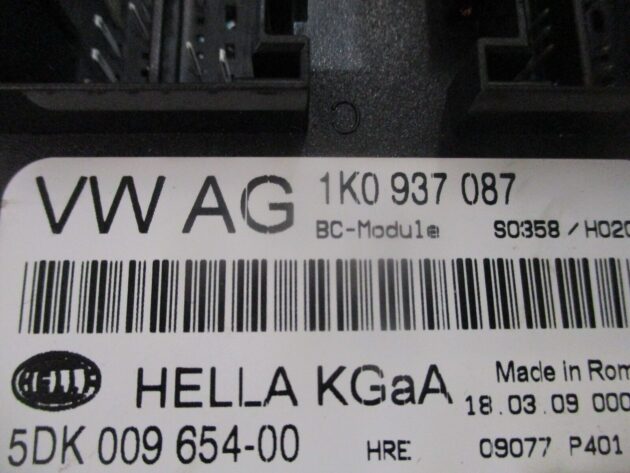 C
VW AG 1K0 937 087
BC-Module S0358 / H020
HELLA HELLA KGaA Made in Rom
18.03.09 000
5DK 009 654-00 HRE 09077 P401